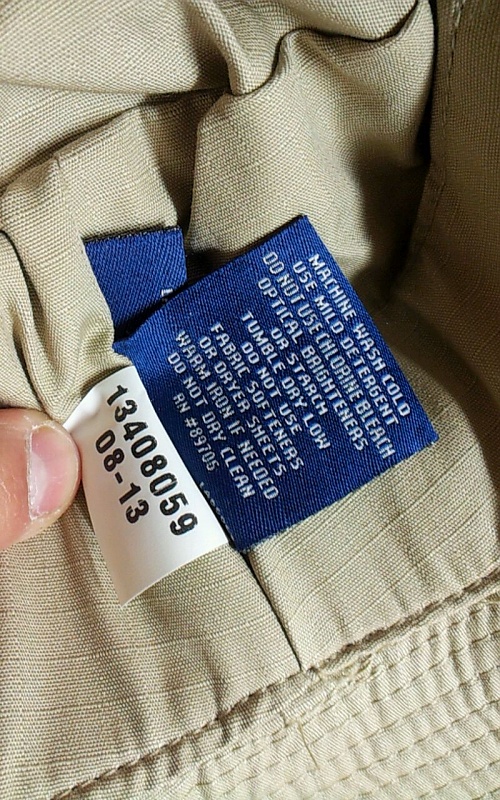 MACHINE WASH COLD
USE MILD DETERGENT
DO NOT USE CHLORINE BLEACH
OPTICAL BRIGHTENERS
OR STARCH
TUMBLE DRY LOW
DO NOT USE
FABRIC SOFTENERS
OR DRYER SHEETS
WARM IRON IF NEEDED
DO NOT DRY CLEAN
RN #89705
13408059
08-13